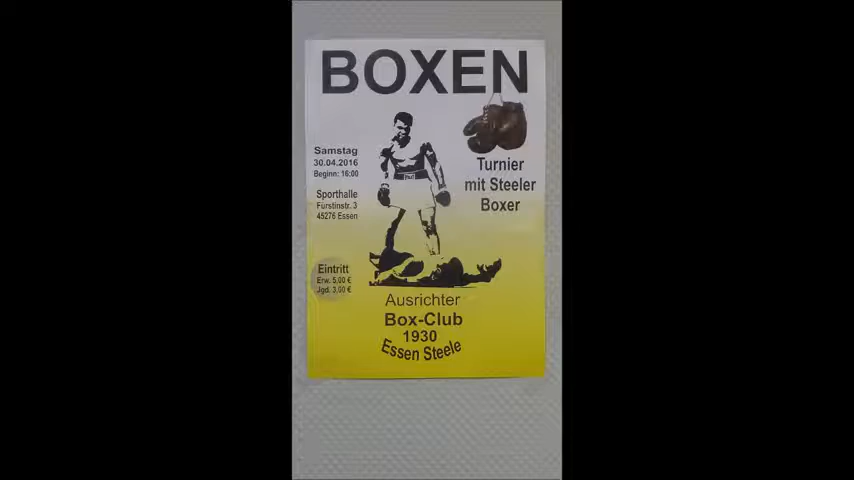 BOXEN
Samstag
30.04.2016
Beginn: 16:00
Sporthalle
Fürstinstr. 3
45276 Essen
Turnier
mit Steeler
Boxer
Eintritt
Erw. 5,00 €
Jgd. 3,00 €
Ausrichter
Box-Club
1930
Essen Steele